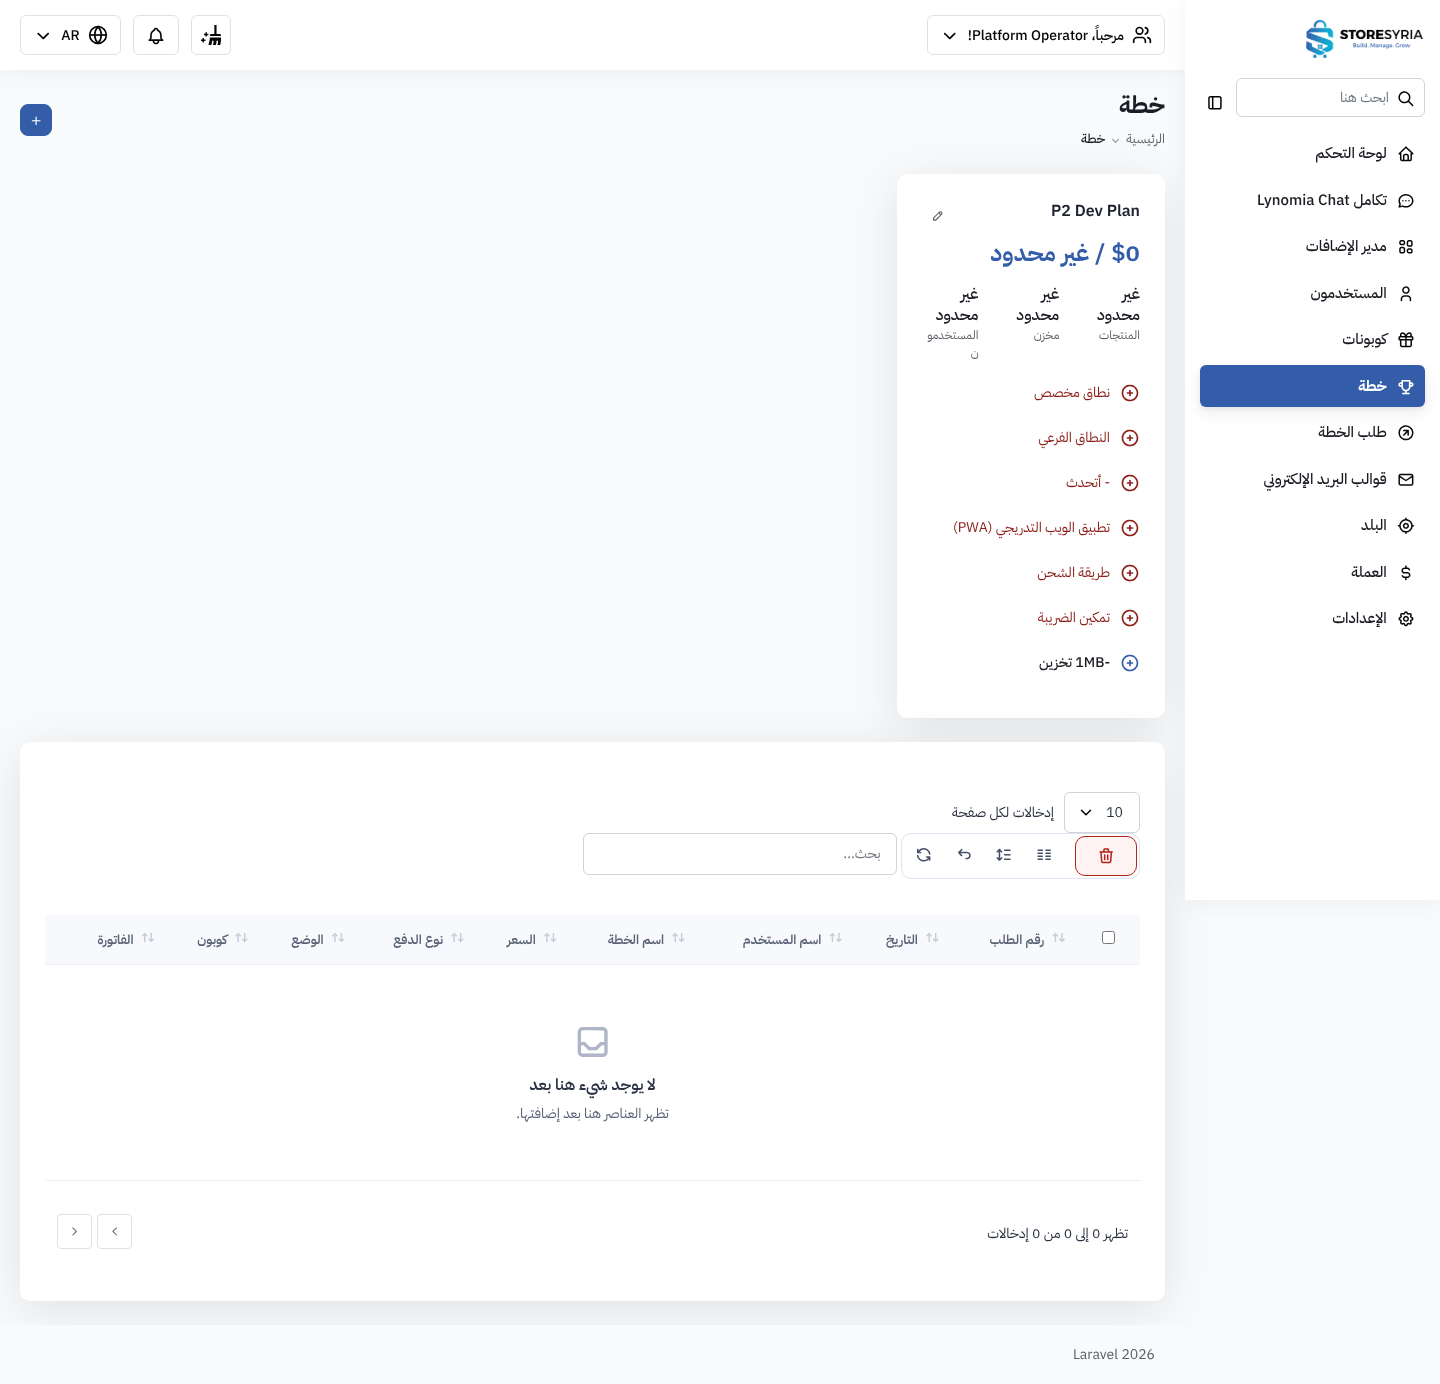 STORESYRIA
Build. Manage. Grow
ابحث هنا
لوحة التحكم
تكامل Lynomia Chat
مدير الإضافات
المستخدمون
كوبونات
خطة
طلب الخطة
قوالب البريد الإلكتروني
البلد
العملة
الإعدادات
مرحباً، Platform Operator!
AR
خطة
الرئيسية
خطة
P2 Dev Plan
$0 / غير محدود
غير محدود
المنتجات
غير محدود
مخزن
غير محدود
المستخدمو
ن
نطاق مخصص
النطاق الفرعي
- أتحدث
تطبيق الويب التدريجي (PWA)
طريقة الشحن
تمكين الضريبة
-1MB تخزين
10
إدخالات لكل صفحة
بحث...
رقم الطلب
التاريخ
اسم المستخدم
اسم الخطة
السعر
نوع الدفع
الوضع
كوبون
الفاتورة
لا يوجد شيء هنا بعد
تظهر العناصر هنا بعد إضافتها.
تظهر 0 إلى 0 من 0 إدخالات
Laravel 2026